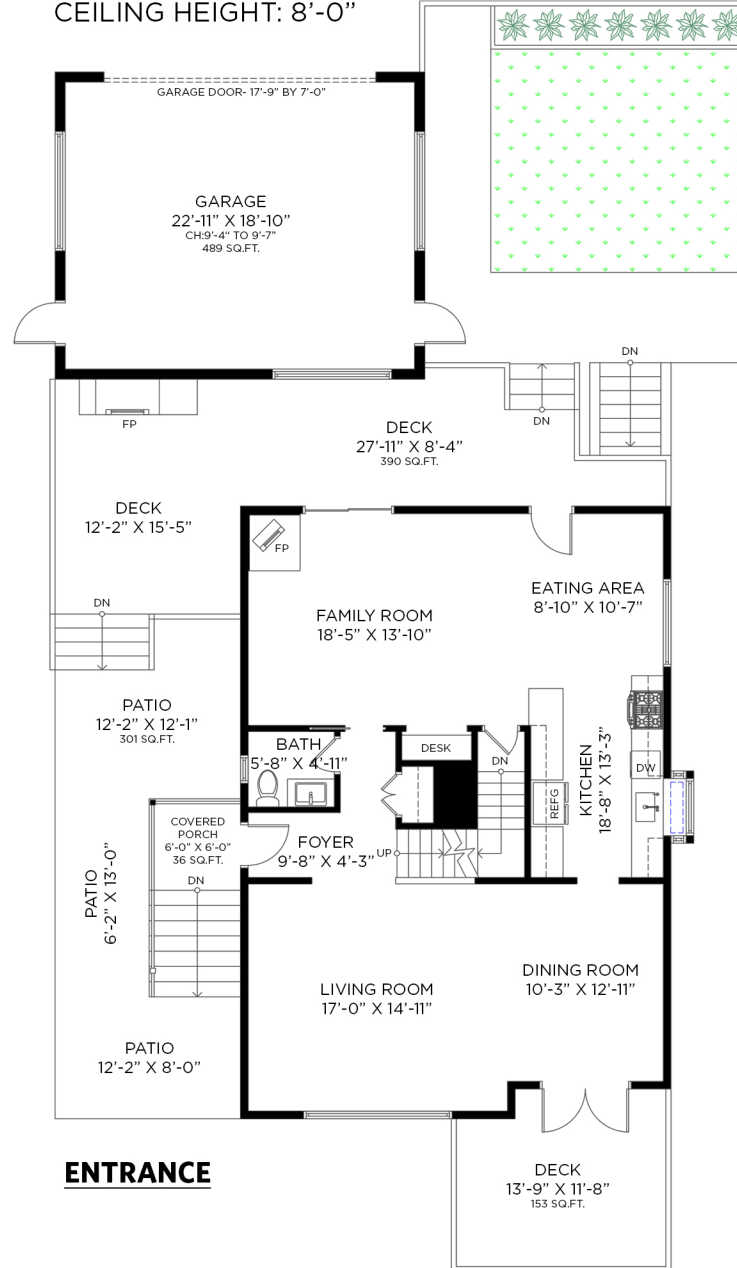 CEILING HEIGHT: 8’-0”
GARAGE DOOR- 17’-9” BY 7’-0”
GARAGE
22’-11” X 18’-10”
CH:9’-4“ TO 9’-7”
489 SQ.FT.
DN
FP
DN
DECK
27’-11” X 8’-4”
390 SQ.FT.
DECK
12’-2” X 15’-5”
FP
EATING AREA
8’-10” X 10’-7”
DN
FAMILY ROOM
18’-5” X 13’-10”
PATIO
12’-2” X 12’-1”
301 SQ.FT.
BATH
5’-8” X 4’-11”
DESK
DN
KITCHEN
18’-8” X 13’-3”
DW
REFG
COVERED
PORCH
6’-0” X 6’-0”
36 SQ.FT.
FOYER
9’-8” X 4’-3”
UP
DN
PATIO
6’-2” X 13’-0”
LIVING ROOM
17’-0” X 14’-11”
DINING ROOM
10’-3” X 12’-11”
PATIO
12’-2” X 8’-0”
ENTRANCE
DECK
13’-9” X 11’-8”
153 SQ.FT.